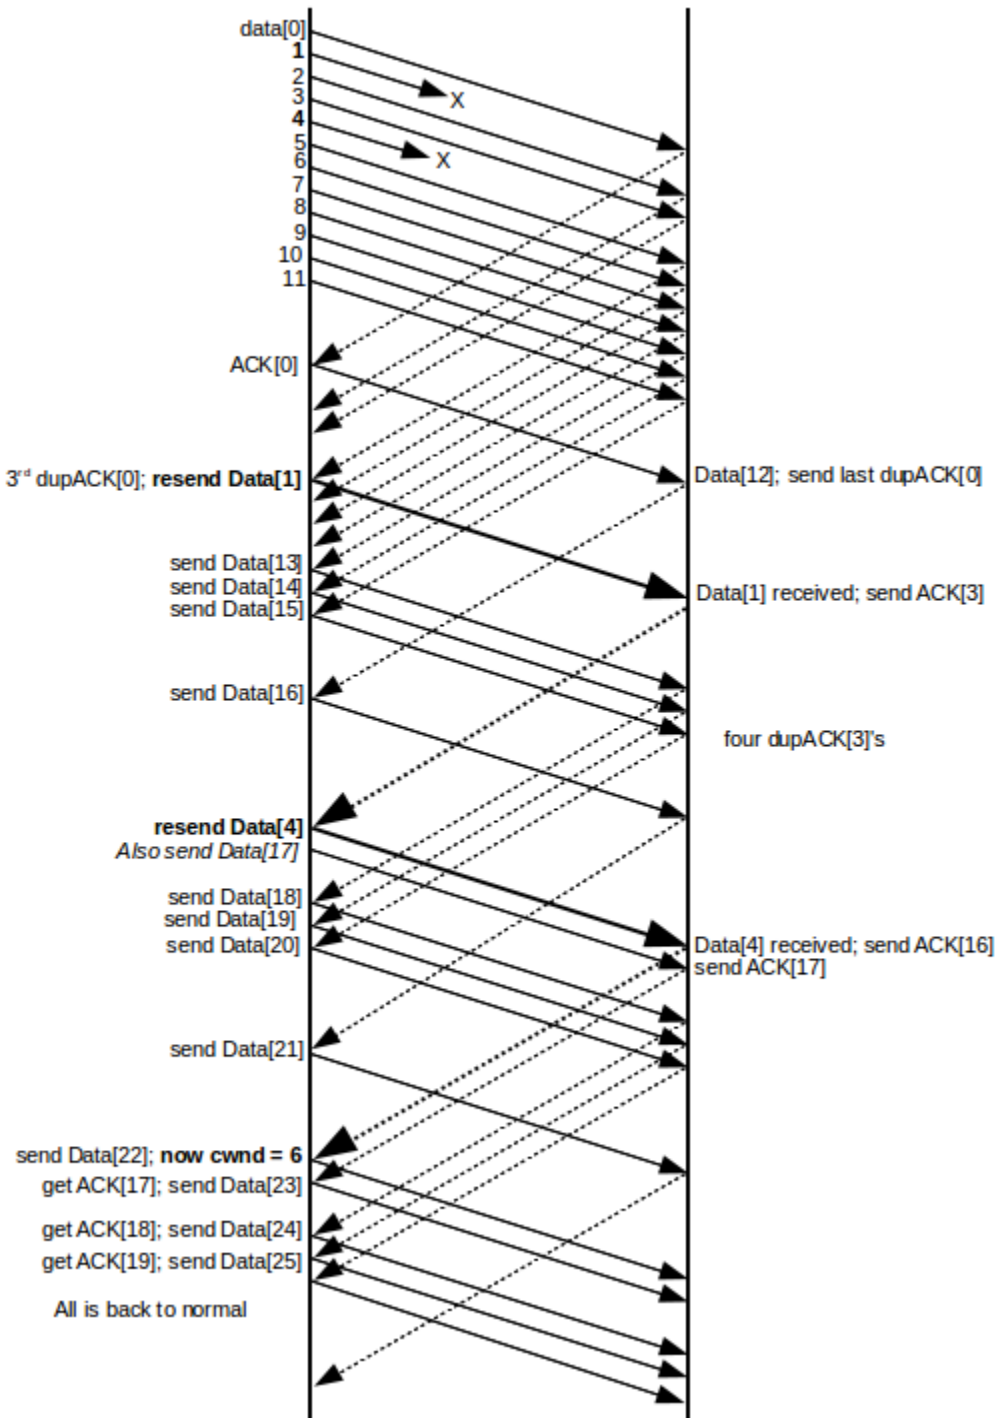 data[0]
1
X
2
3
4
X
5
6
7
8
9
10
11
ACK[0]
3rd dupACK[0]; resend Data[1]
Data[12]; send last dupACK[0]
send Data[13]
send Data[14]
Data[1] received; send ACK[3]
send Data[15]
send Data[16]
four dupACK[3]'s
resend Data[4]
Also send Data[17]
send Data[18]
send Data[19]
send Data[20]
Data[4] received; send ACK[16]
send ACK[17]
send Data[21]
send Data[22]; now cwnd = 6
get ACK[17]; send Data[23]
get ACK[18]; send Data[24]
get ACK[19]; send Data[25]
All is back to normal